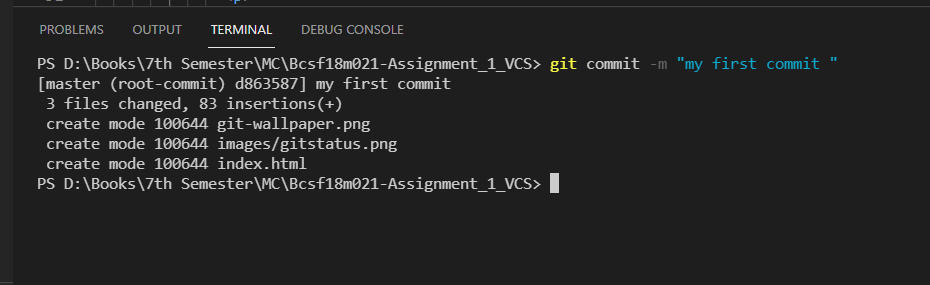 PROBLEMS OUTPUT TERMINAL DEBUG CONSOLE
PS D:\Books\7th Semester\MC\Bcsf18m021-Assignment_1_VCS> git commit -m "my first commit "
[master (root-commit) d863587] my first commit
 3 files changed, 83 insertions(+)
 create mode 100644 git-wallpaper.png
 create mode 100644 images/gitstatus.png
 create mode 100644 index.html
PS D:\Books\7th Semester\MC\Bcsf18m021-Assignment_1_VCS>